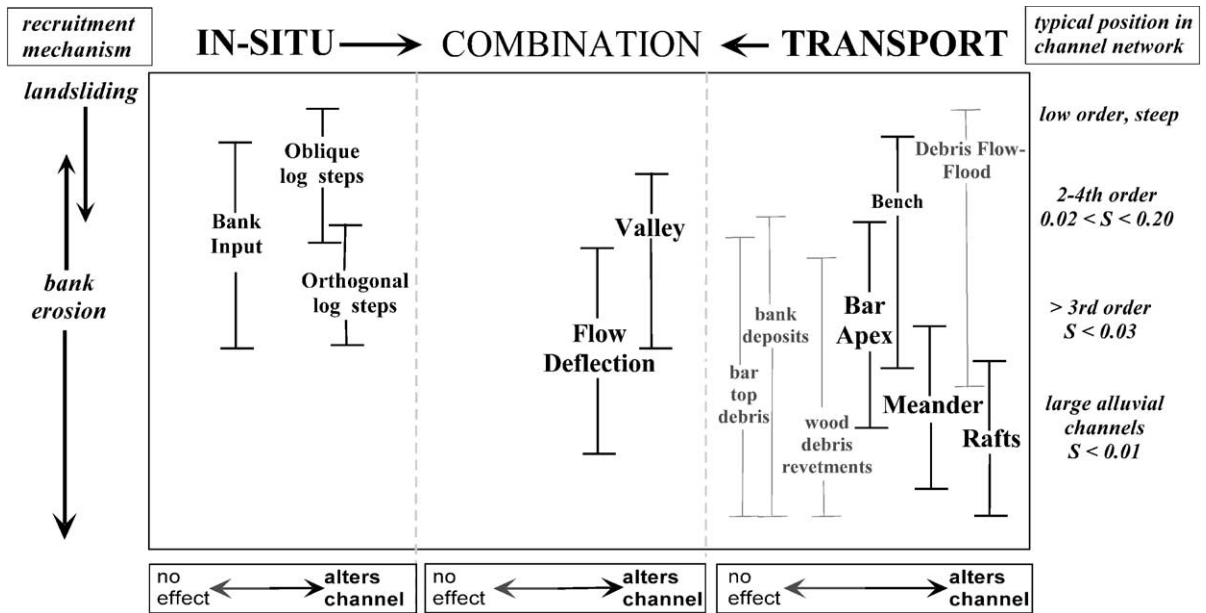 recruitment
mechanism
IN-SITU
COMBINATION
TRANSPORT
typical position in
channel network
landsliding
bank
erosion
Oblique
log steps
Bank
Input
Orthogonal
log steps
Valley
Flow
Deflection
Debris Flow-
Flood
Bench
Bar
Apex
bank
deposits
bar
top
debris
wood
debris
revetments
Meander
Rafts
low order, steep
2-4th order
0.02 < S < 0.20
> 3rd order
S < 0.03
large alluvial
channels
S < 0.01
no
effect
alters
channel
no
effect
alters
channel
no
effect
alters
channel